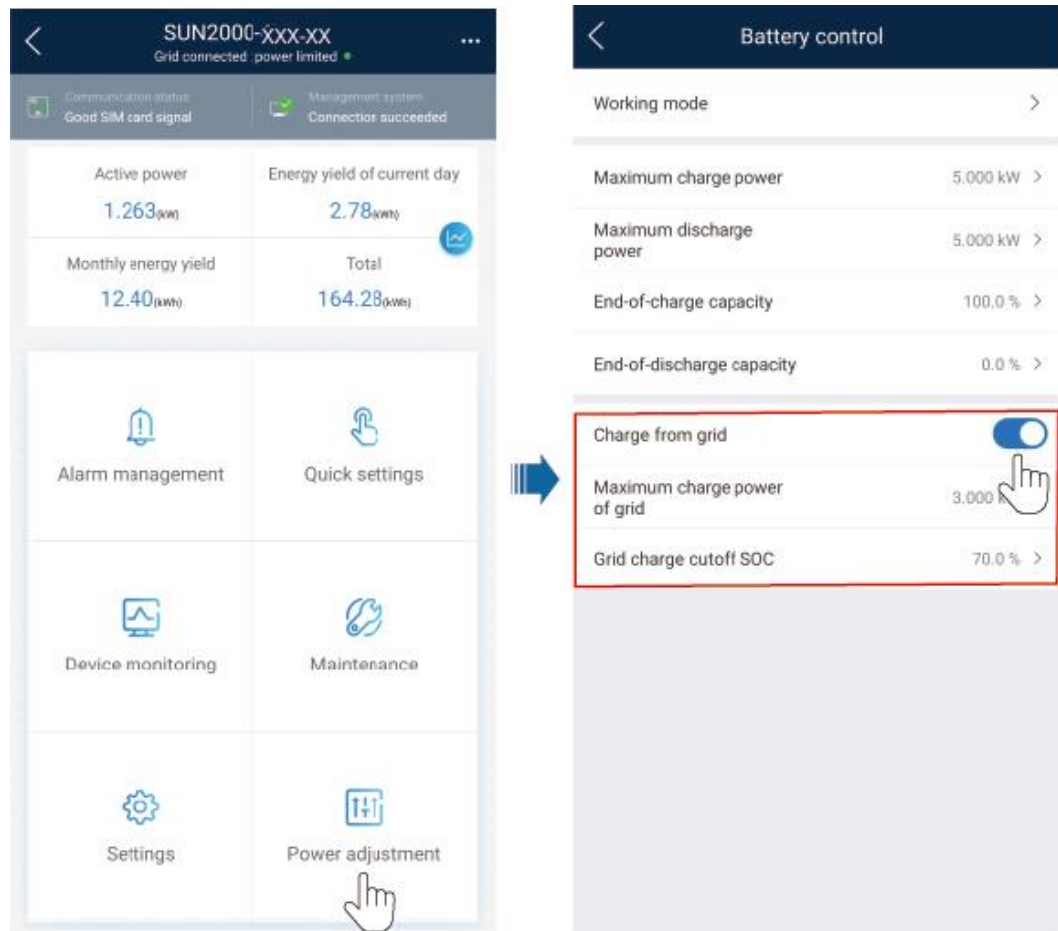 SUN2000-XXX-XX
...
Grid connected power limited
Communication status
Good SIM card signal
Management system
Connection succeeded
Active power
1.263(kW)
Energy yield of current day
2.78(kWh)
Monthly energy yield
12.40(kWh)
Total
164.28(kWh)
Alarm management
Quick settings
Device monitoring
Maintenance
Settings
Power adjustment
Battery control
Working mode
Maximum charge power
5.000 kW
Maximum discharge
power
5.000 kW
End-of-charge capacity
100.0 %
End-of-discharge capacity
0.0 %
Charge from grid
Maximum charge power
of grid
3.000
Grid charge cutoff SOC
70.0 %